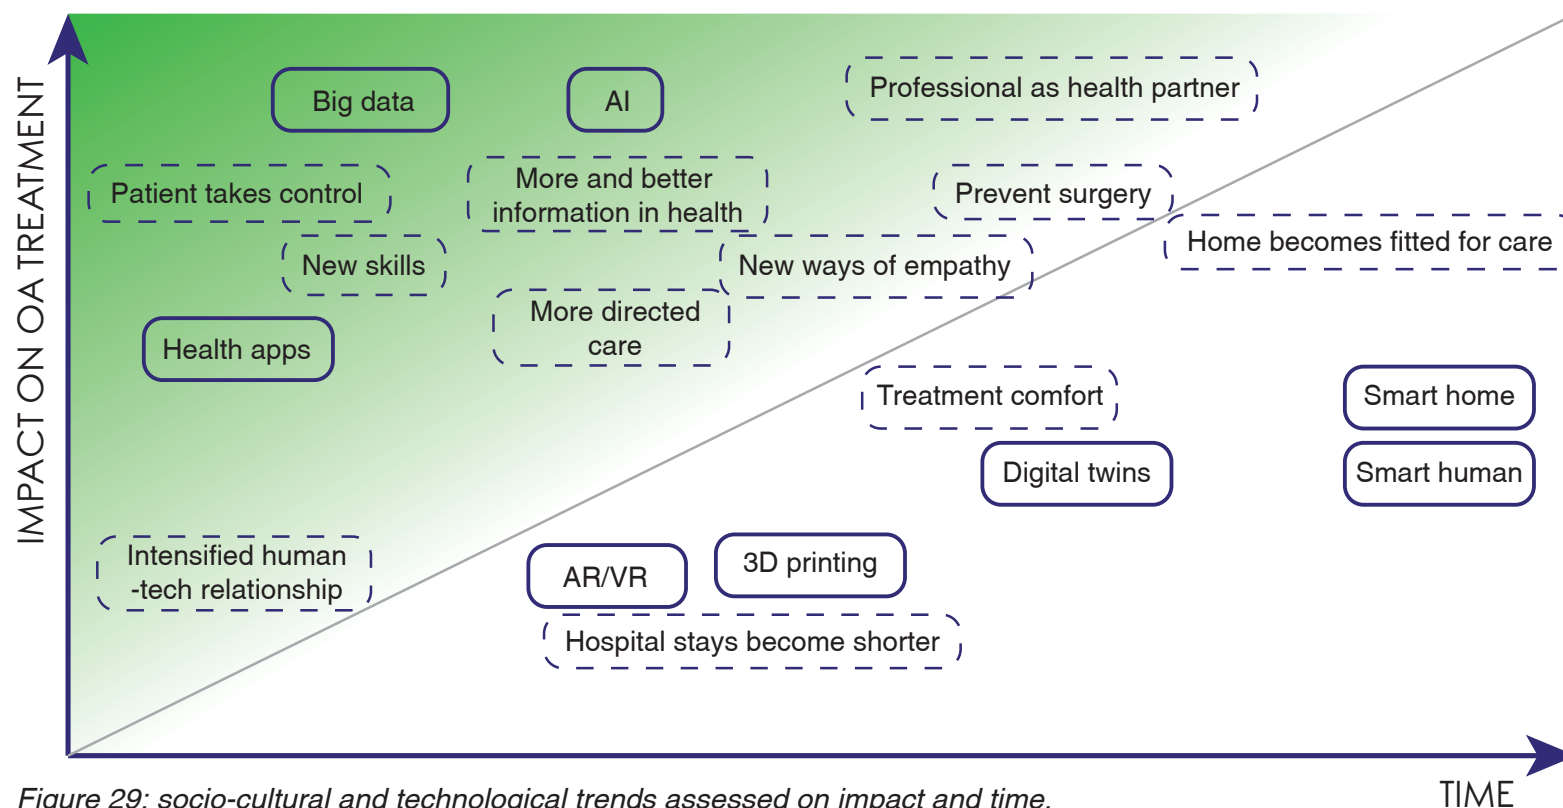 IMPACT ON OA TREATMENT
Big data
AI
Professional as health partner
Patient takes control
More and better
information in health
Prevent surgery
Home becomes fitted for care
New skills
New ways of empathy
More directed
care
Health apps
Treatment comfort
Smart home
Digital twins
Smart human
Intensified human
-tech relationship
AR/VR
3D printing
Hospital stays become shorter
TIME
Figure 29: socio-cultural and technological trends assessed on impact and time.